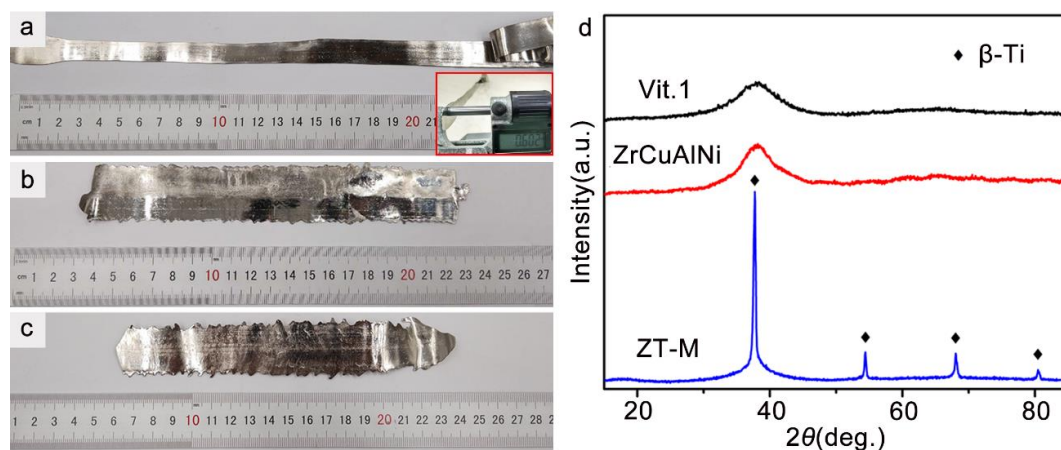 a
cm 1 2 3 4 5 6 7 8 9 10 11 12 13 14 15 16 17 18 19 20 21
b
cm 1 2 3 4 5 6 7 8 9 10 11 12 13 14 15 16 17 18 19 20 21 22 23 24 25 26 27
c
1 2 3 4 5 6 7 8 9 10 11 12 13 14 15 16 17 18 19 20 21 22 23 24 25 26 27 28
d
◆ β-Ti
Vit.1
ZrCuAlNi
ZT-M
Intensity(a.u.)
20 40 60 80
2θ(deg.)